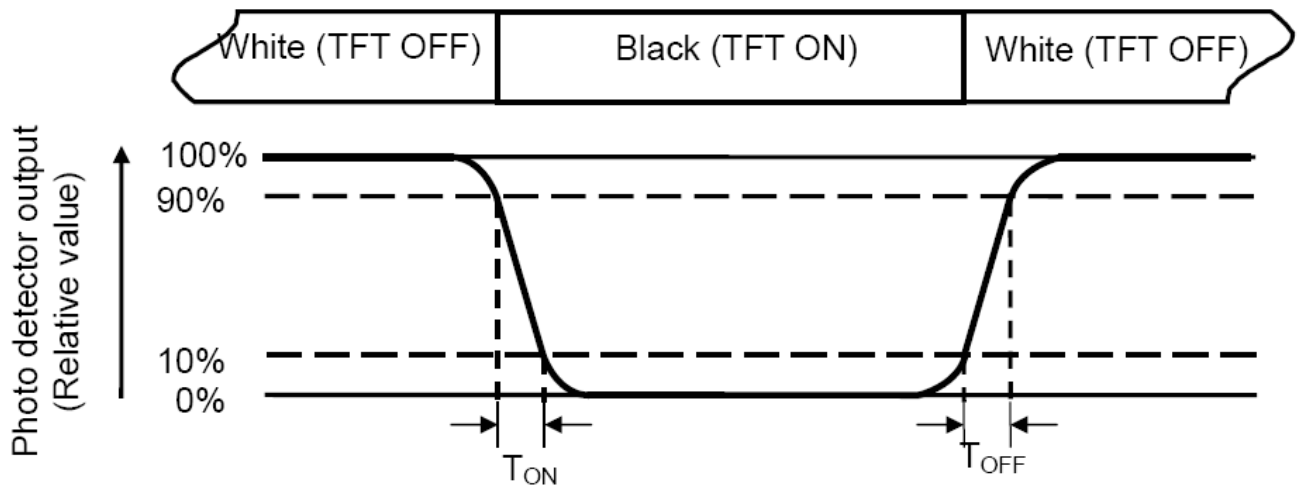 White (TFT OFF)
Black (TFT ON)
White (TFT OFF)
Photo detector output
(Relative value)
100%
90%
10%
0%
TON
TOFF